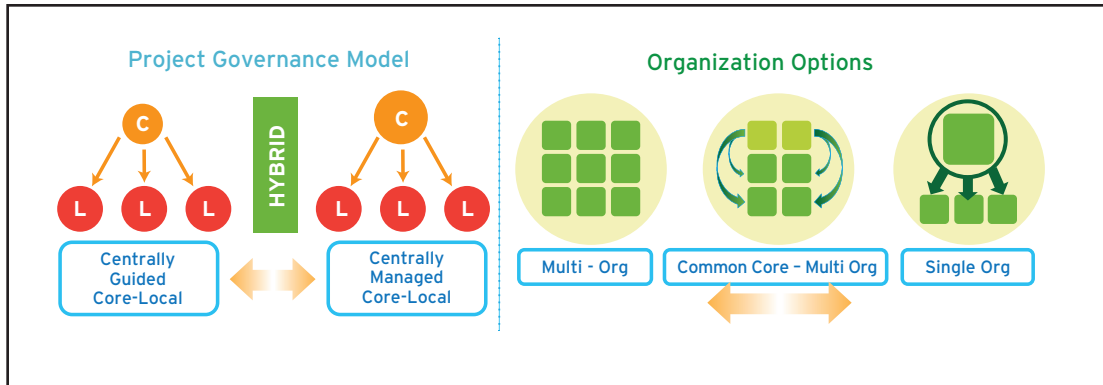 Project Governance Model
C
L
L
L
Centrally
Guided
Core-Local
HYBRID
C
L
L
L
Centrally
Managed
Core-Local
Organization Options
Multi - Org
Common Core – Multi Org
Single Org